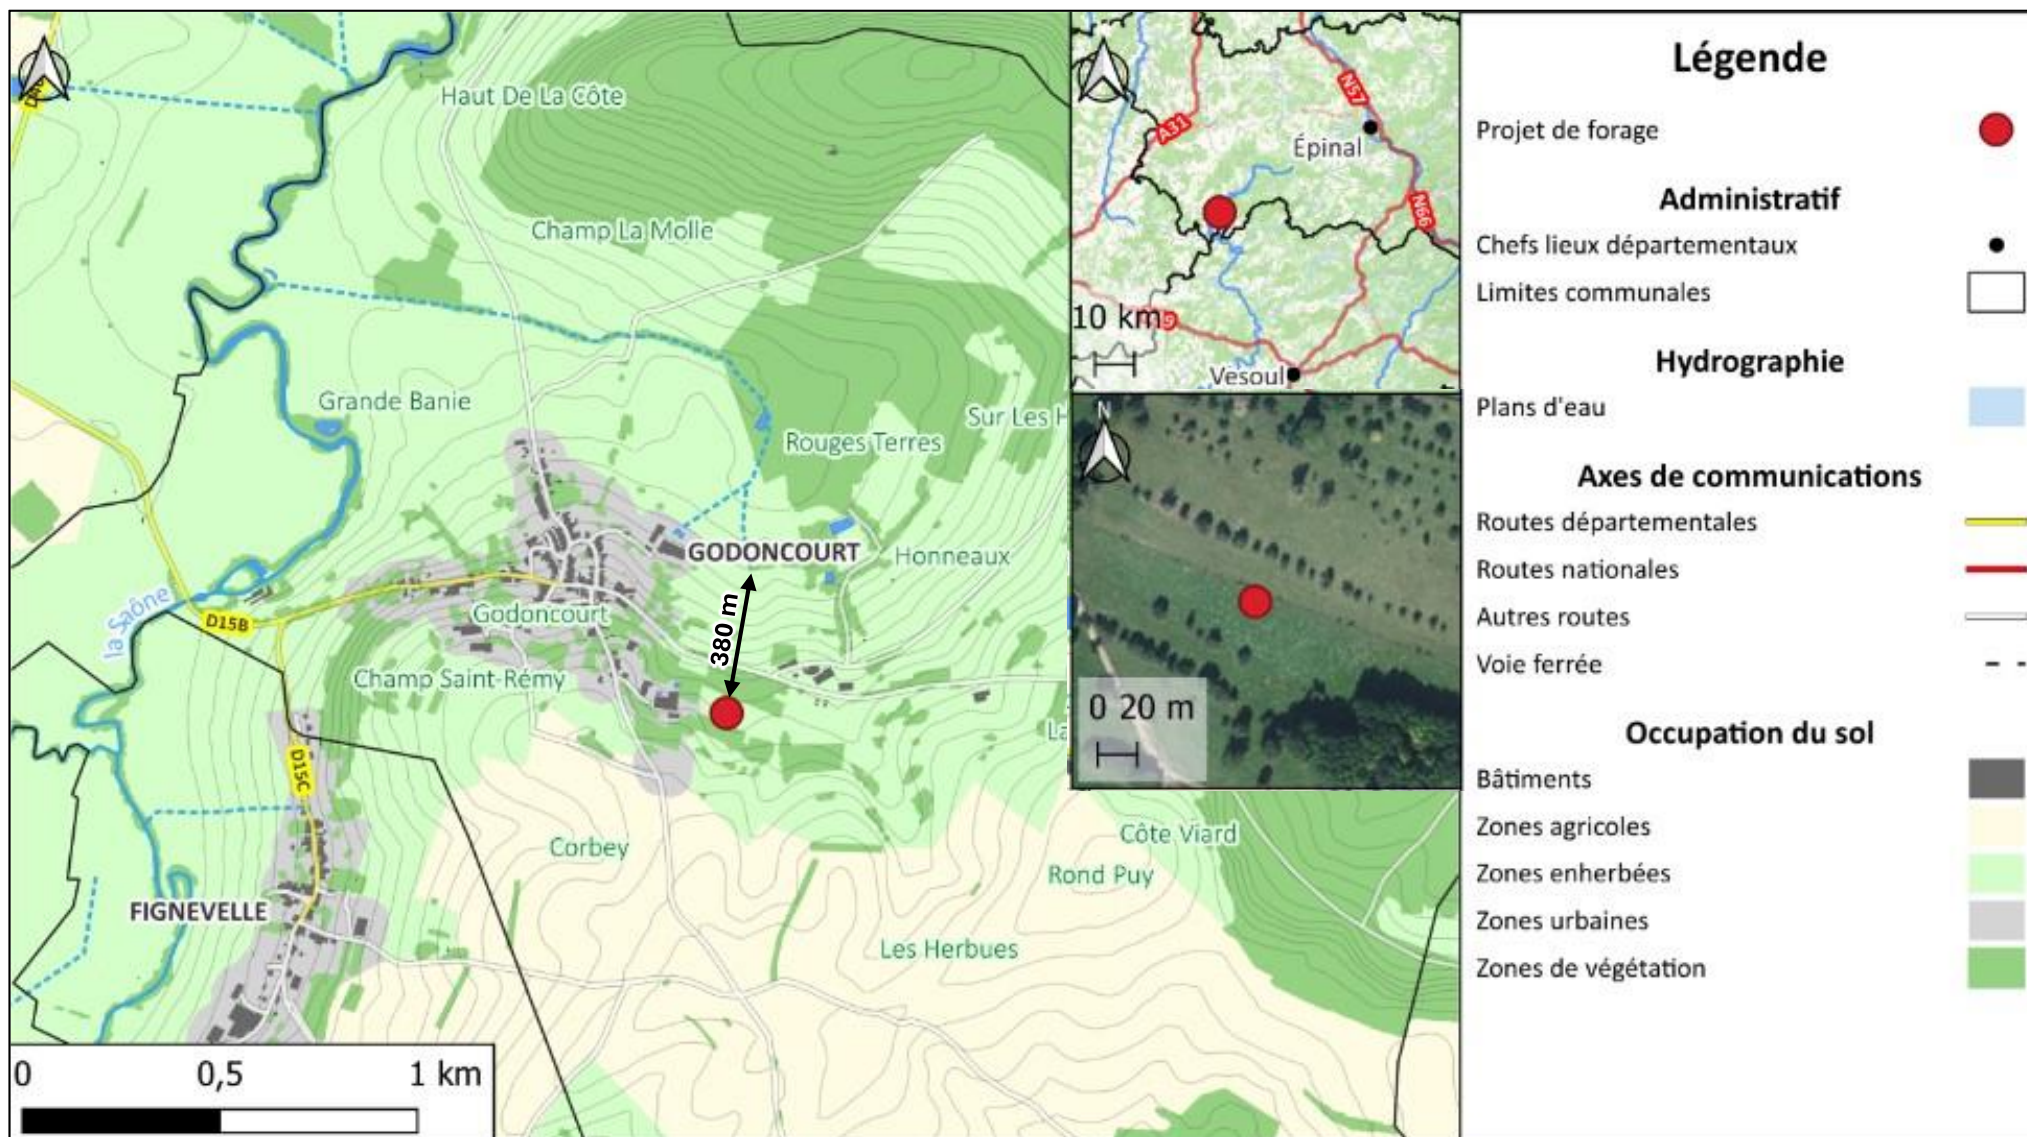 Haut De La Côte
Champ La Molle
Grande Banie
Sur Les H
Rouges Terres
GODONCOURT
Honneaux
la Saône
D15B
Godoncourt
380 m
Champ Saint-Rémy
La
D15C
Corbey
Côte Viard
Rond Puy
FIGNEVELLE
Les Herbues
0 0,5 1 km
N57
A31
Épinal
N66
10 km
9
Vesoul
N
0 20 m
Légende
Projet de forage
Administratif
Chefs lieux départementaux
Limites communales
Hydrographie
Plans d'eau
Axes de communications
Routes départementales
Routes nationales
Autres routes
Voie ferrée
Occupation du sol
Bâtiments
Zones agricoles
Zones enherbées
Zones urbaines
Zones de végétation